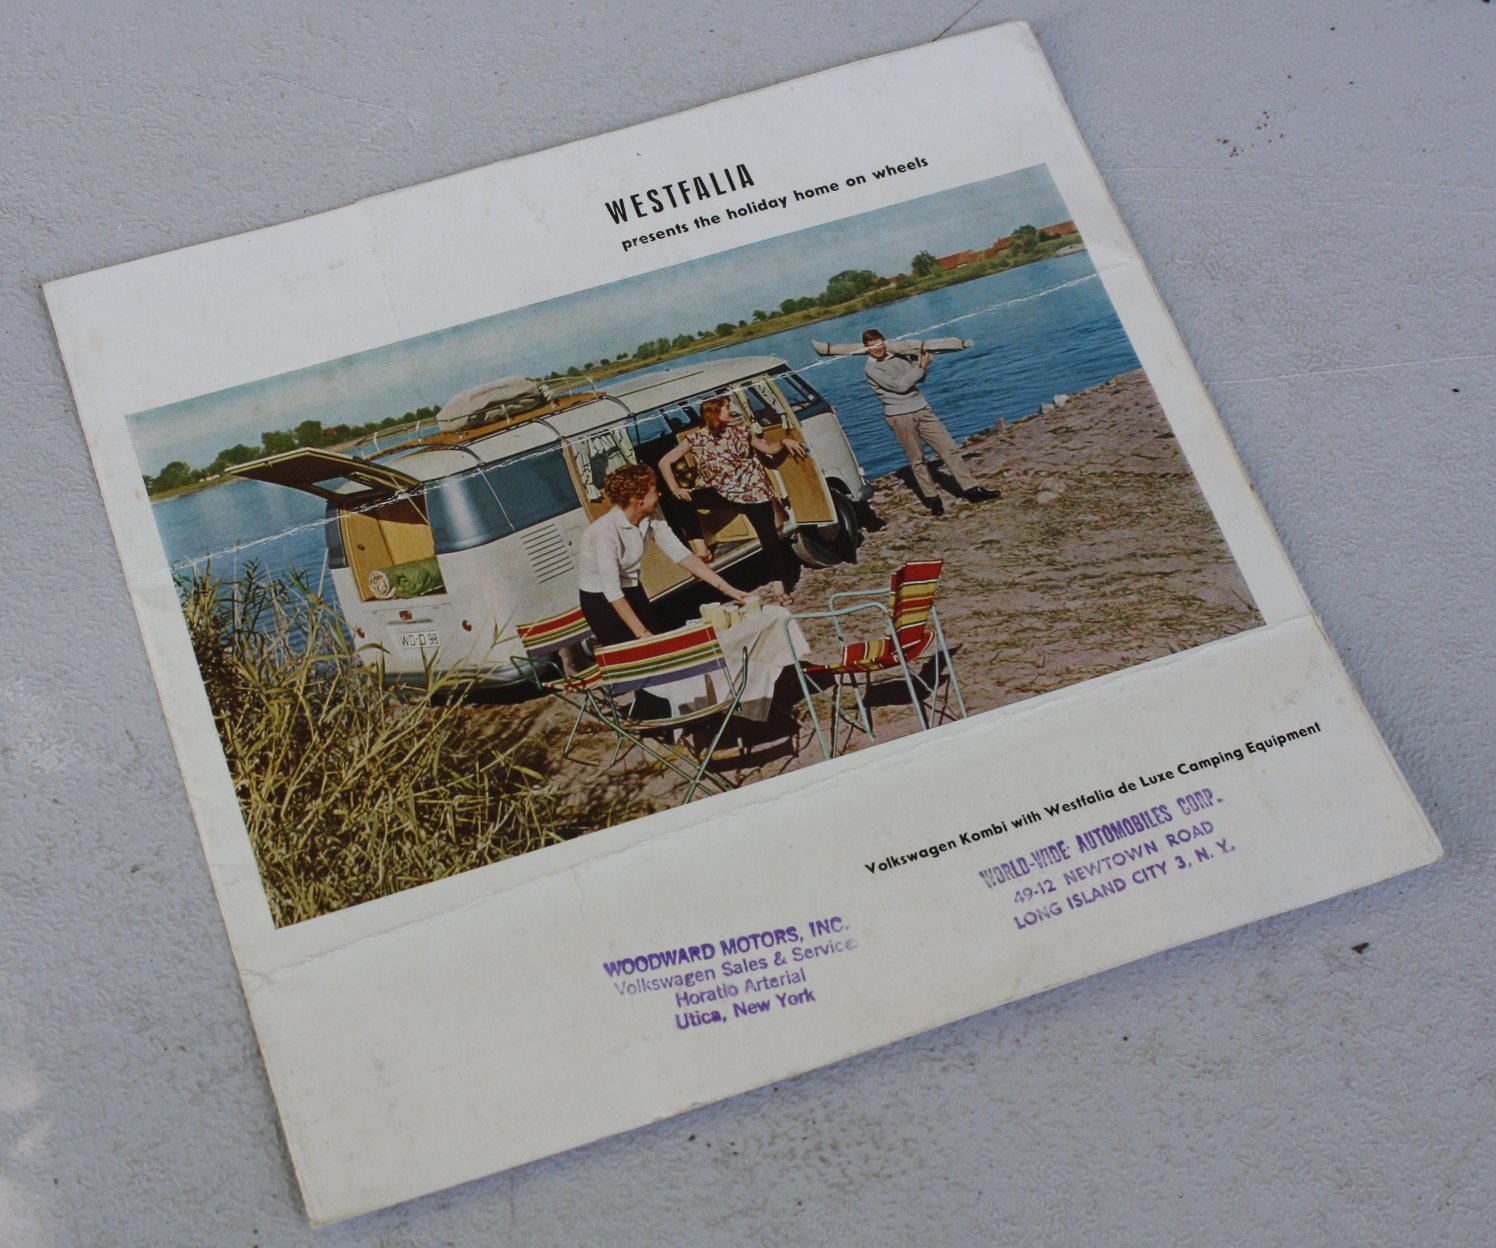 WESTFALIA
presents the holiday home on wheels
WD-D 98
Volkswagen Kombi with Westfalia de Luxe Camping Equipment
WORLD-WIDE AUTOMOBILES CORP.
49-12 NEWTOWN ROAD
LONG ISLAND CITY 3, N. Y.
WOODWARD MOTORS, INC.
Volkswagen Sales & Service
Horatio Arterial
Utica, New York